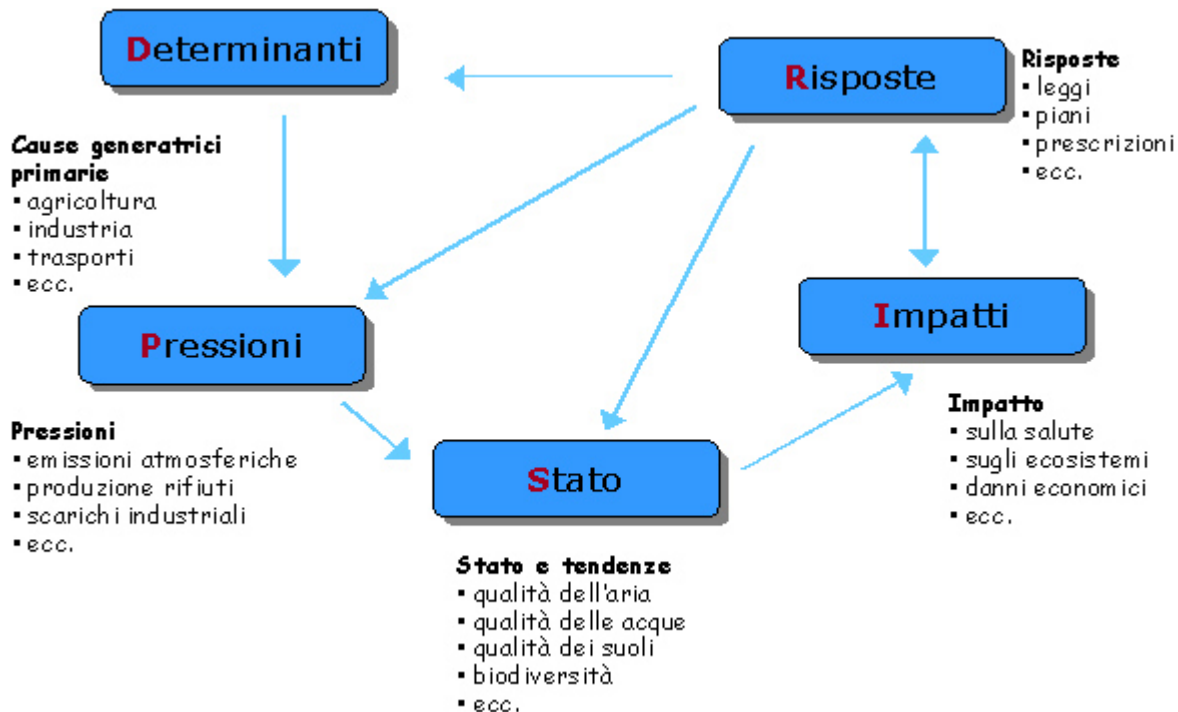 Determinanti
Cause generatrici
primarie
▪ agricoltura
▪ industria
▪ trasporti
▪ ecc.
Risposte
Risposte
▪ leggi
▪ piani
▪ prescrizioni
▪ ecc.
Pressioni
Pressioni
▪ emissioni atmosferiche
▪ produzione rifiuti
▪ scarichi industriali
▪ ecc.
Impatti
Impatto
▪ sulla salute
▪ sugli ecosistemi
▪ danni economici
▪ ecc.
Stato
Stato e tendenze
▪ qualità dell'aria
▪ qualità delle acque
▪ qualità dei suoli
▪ biodiversità
▪ ecc.